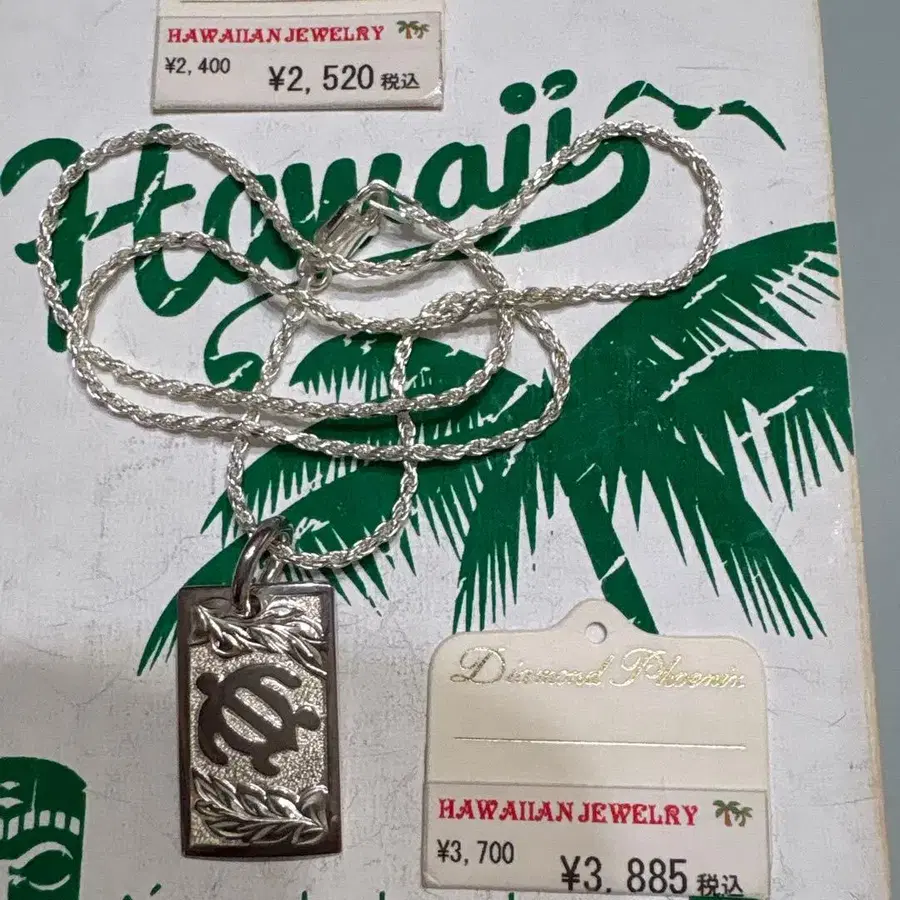 HAWAIIAN JEWELRY
¥2,400
¥2,520 税込
Hawaii
Diamond Phoenix
HAWAIIAN JEWELRY
¥3,700
¥3,885 税込